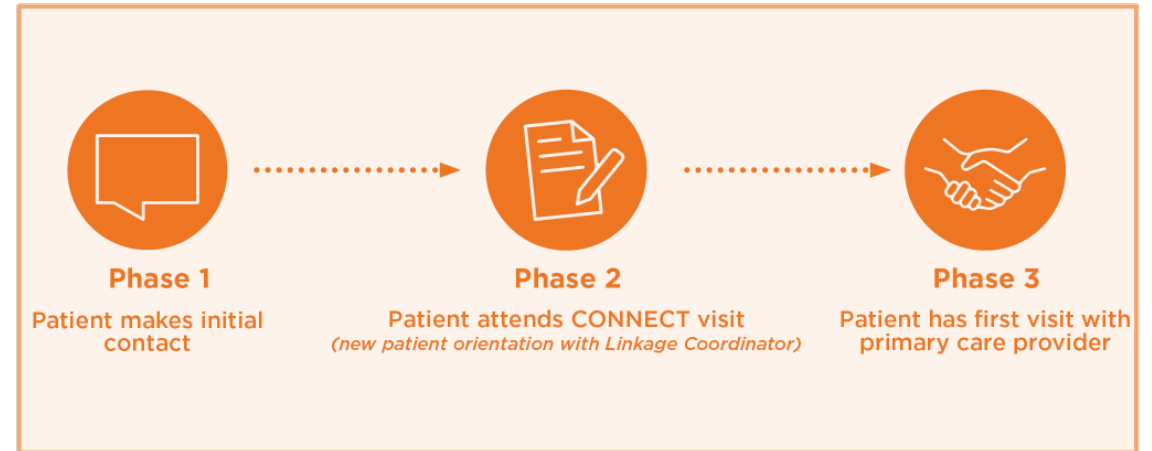 Phase 1
Patient makes initial
contact
Phase 2
Patient attends CONNECT visit
(new patient orientation with Linkage Coordinator)
Phase 3
Patient has first visit with
primary care provider